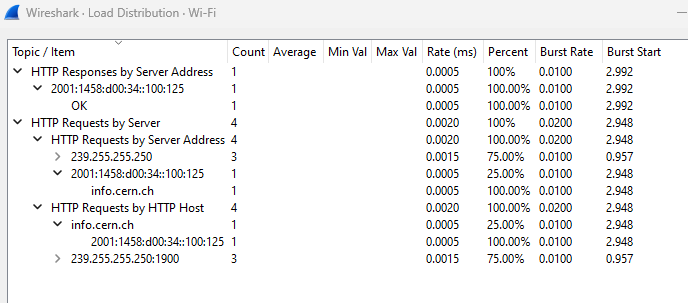 Wireshark · Load Distribution · Wi-Fi
Topic / Item Count Average Min Val Max Val Rate (ms) Percent Burst Rate Burst Start
HTTP Responses by Server Address 1 0.0005 100% 0.0100 2.992
2001:1458:d00:34::100:125 1 0.0005 100.00% 0.0100 2.992
OK 1 0.0005 100.00% 0.0100 2.992
HTTP Requests by Server 4 0.0020 100% 0.0200 2.948
HTTP Requests by Server Address 4 0.0020 100.00% 0.0200 2.948
239.255.255.250 3 0.0015 75.00% 0.0100 0.957
2001:1458:d00:34::100:125 1 0.0005 25.00% 0.0100 2.948
info.cern.ch 1 0.0005 100.00% 0.0100 2.948
HTTP Requests by HTTP Host 4 0.0020 100.00% 0.0200 2.948
info.cern.ch 1 0.0005 25.00% 0.0100 2.948
2001:1458:d00:34::100:125 1 0.0005 100.00% 0.0100 2.948
239.255.255.250:1900 3 0.0015 75.00% 0.0100 0.957